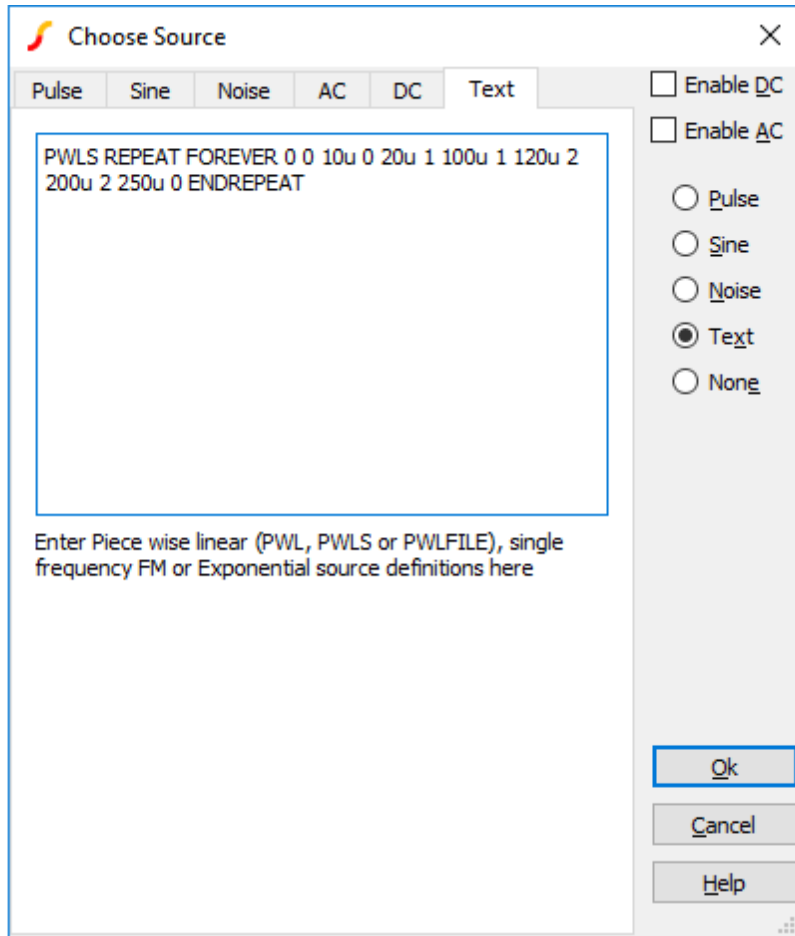 Choose Source
Pulse
Sine
Noise
AC
DC
Text
Enable DC
Enable AC
PWLS REPEAT FOREVER 0 0 10u 0 20u 1 100u 1 120u 2
200u 2 250u 0 ENDREPEAT
Pulse
Sine
Noise
Text
None
Enter Piece wise linear (PWL, PWLS or PWLFILE), single
frequency FM or Exponential source definitions here
Ok
Cancel
Help